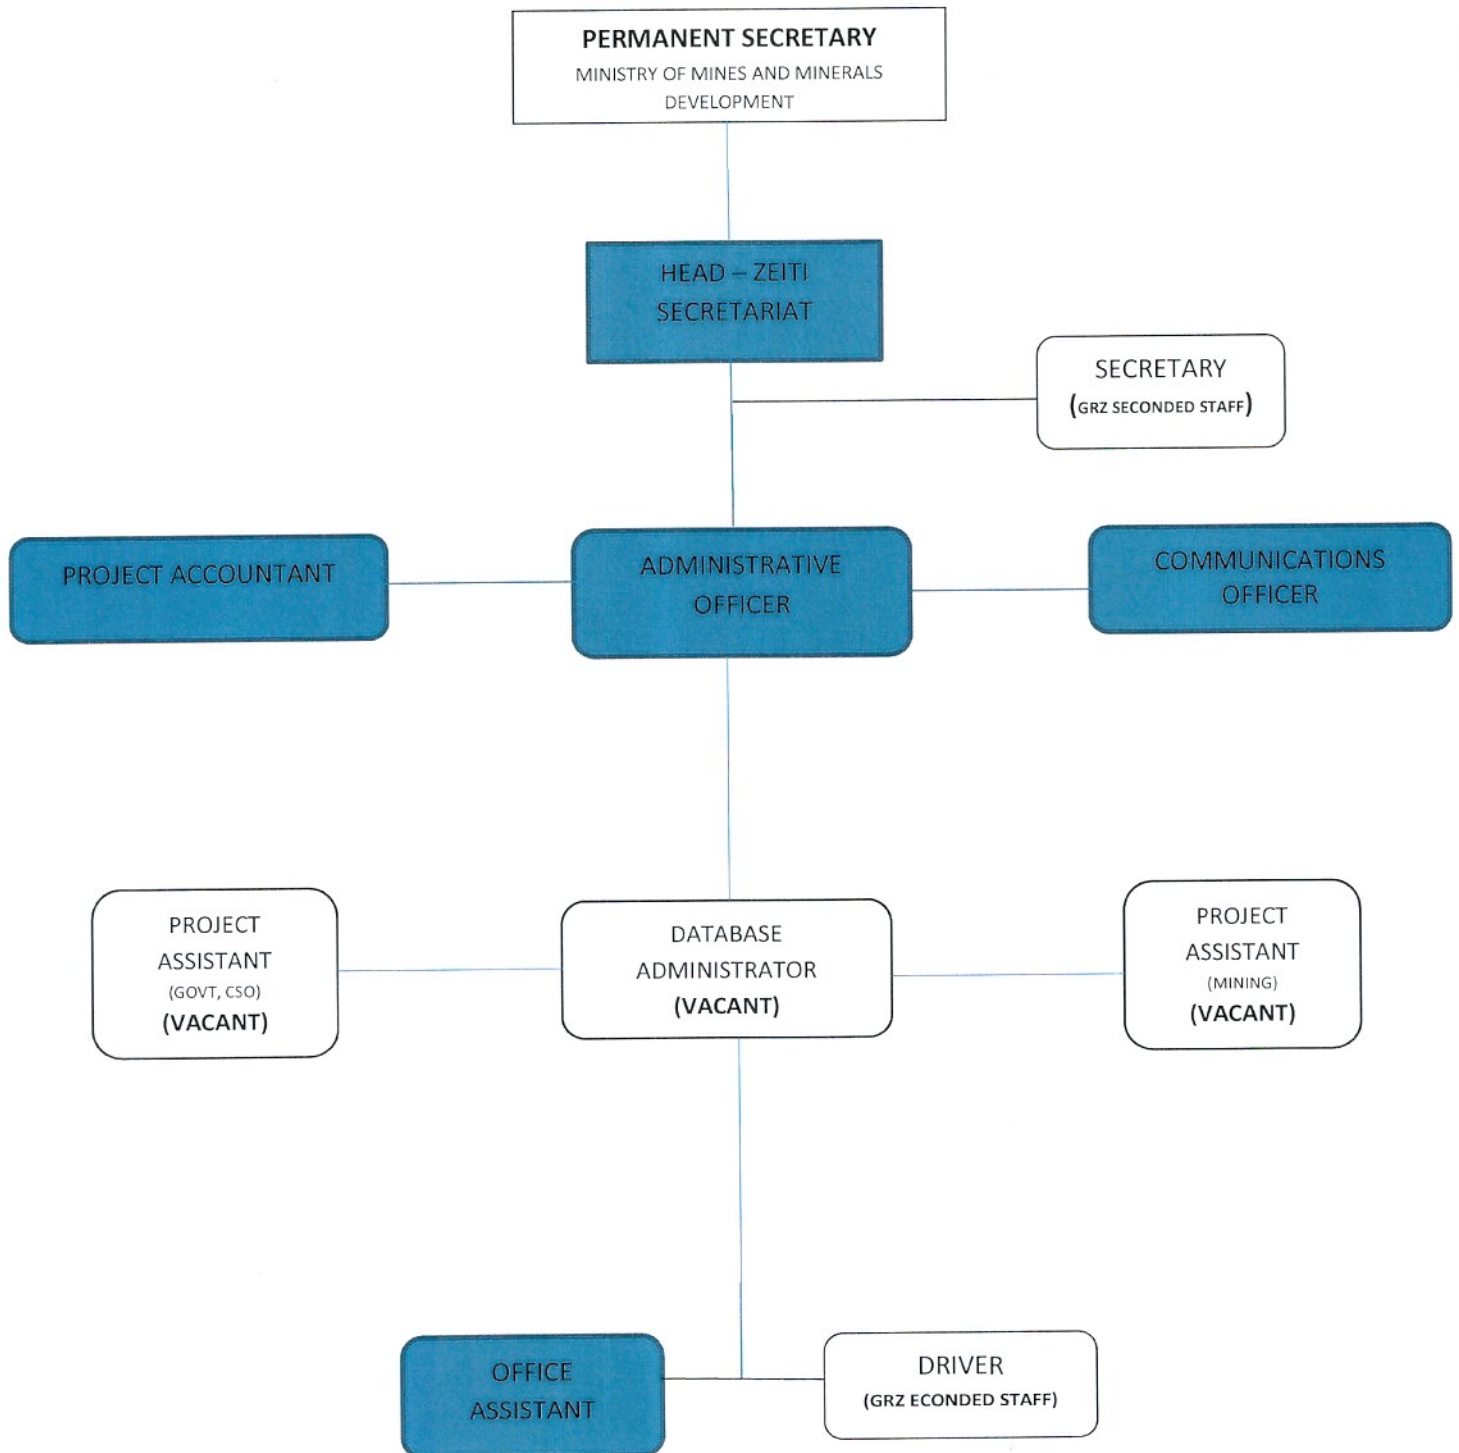 PERMANENT SECRETARY
MINISTRY OF MINES AND MINERALS
DEVELOPMENT
HEAD – ZEITI
SECRETARIAT
SECRETARY
(GRZ SECONDED STAFF)
PROJECT ACCOUNTANT
ADMINISTRATIVE
OFFICER
COMMUNICATIONS
OFFICER
PROJECT
ASSISTANT
(GOVT, CSO)
(VACANT)
DATABASE
ADMINISTRATOR
(VACANT)
PROJECT
ASSISTANT
(MINING)
(VACANT)
OFFICE
ASSISTANT
DRIVER
(GRZ ECONDED STAFF)